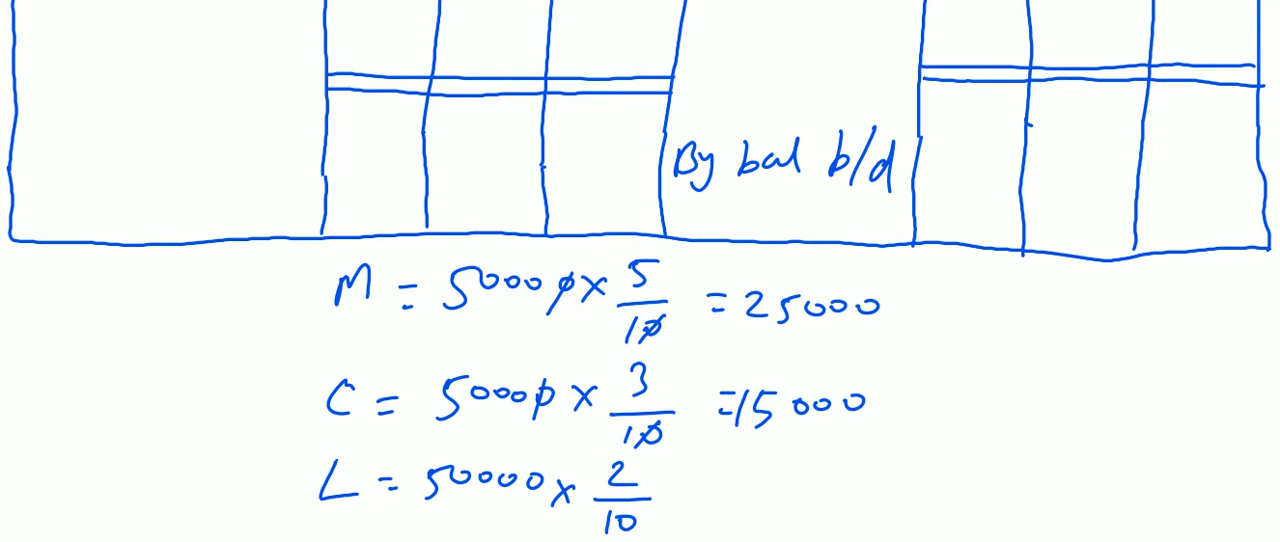 By bal b/d
M = 50000 x 5/10 = 25000
C = 50000 x 3/10 = 15000
L = 50000 x 2/10